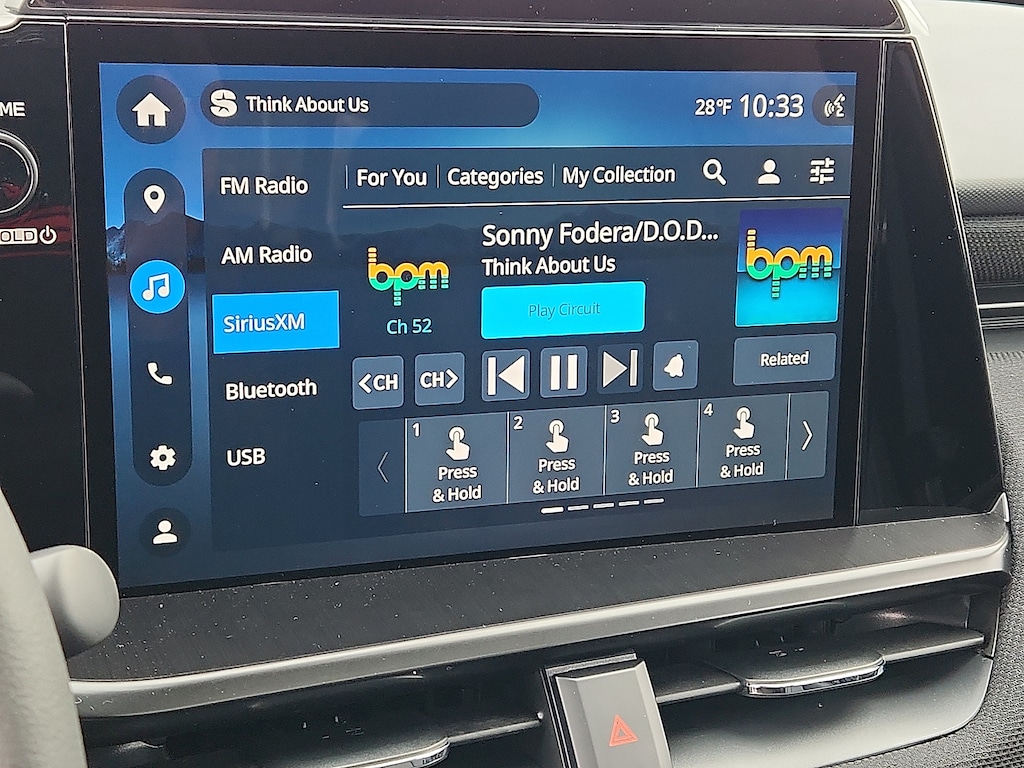 ME
OLD
Think About Us
28°F 10:33
FM Radio
AM Radio
SiriusXM
Bluetooth
USB
For You
Categories
My Collection
bpm
Ch 52
Sonny Fodera/D.O.D...
Think About Us
Play Circuit
bpm
<CH
CH>
Related
1
Press
& Hold
2
Press
& Hold
3
Press
& Hold
4
Press
& Hold